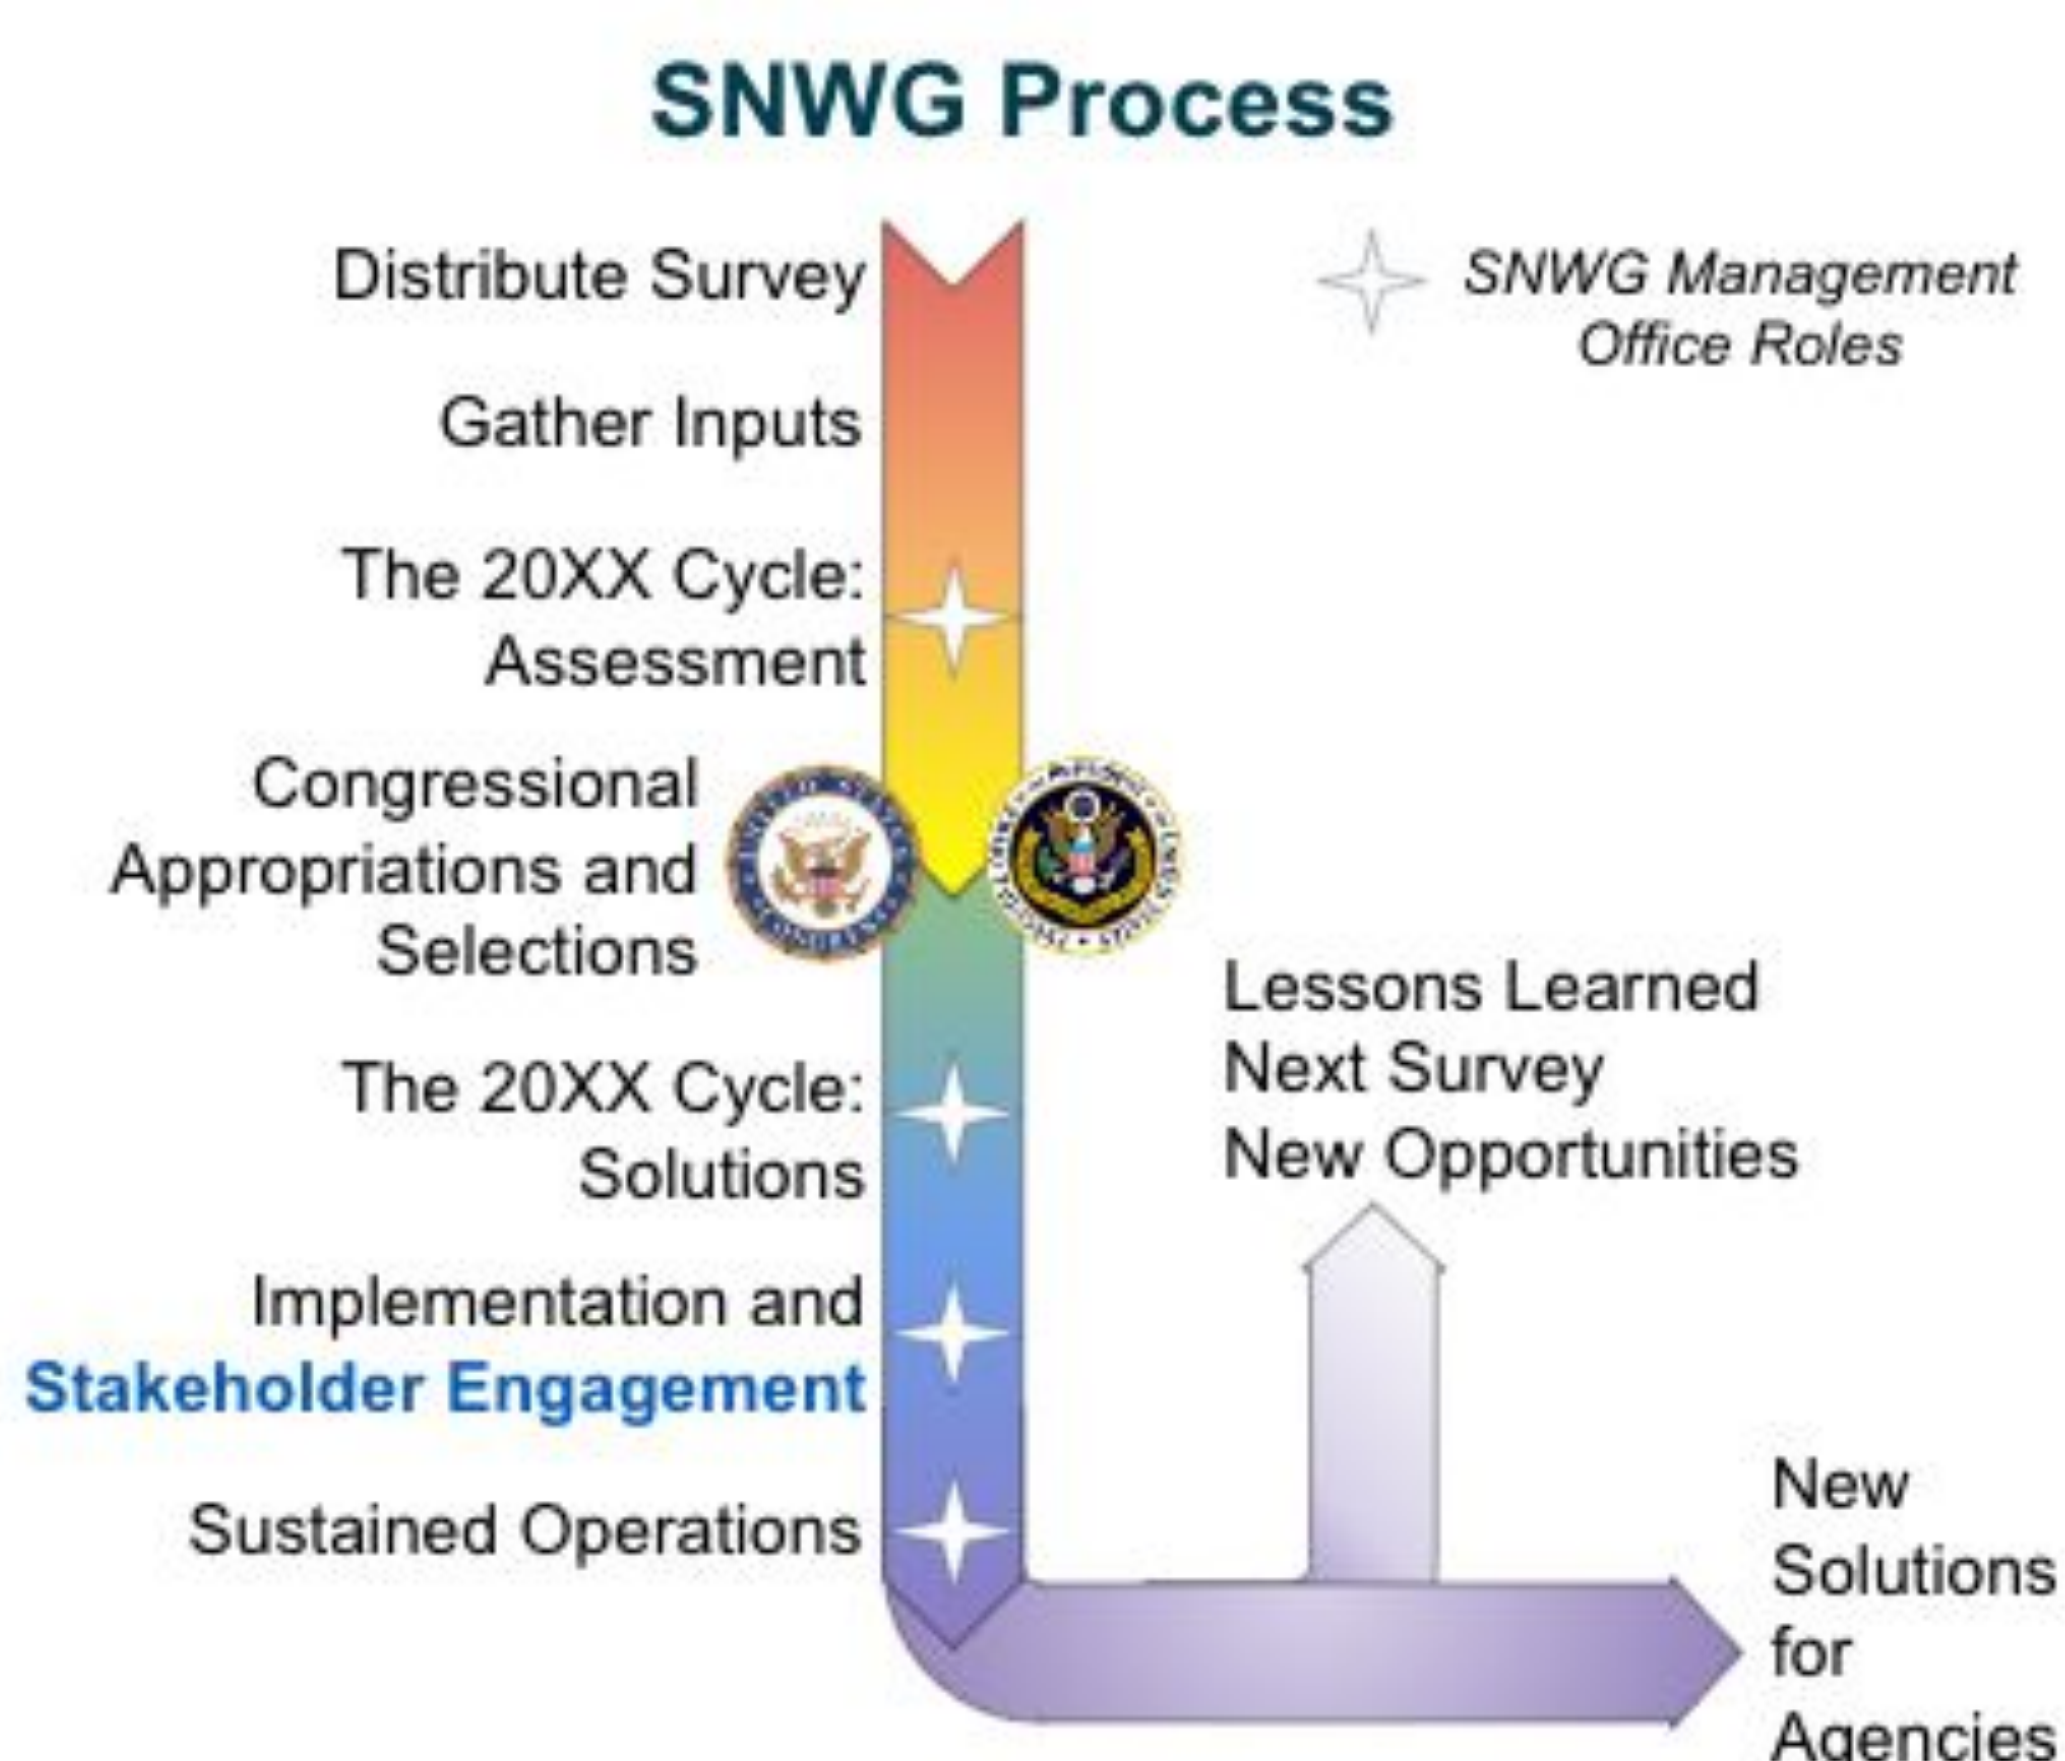 SNWG Process
Distribute Survey
SNWG Management
Office Roles
Gather Inputs
The 20XX Cycle:
Assessment
Congressional
Appropriations and
Selections
The 20XX Cycle:
Solutions
Implementation and
Stakeholder Engagement
Sustained Operations
Lessons Learned
Next Survey
New Opportunities
New
Solutions
for
Agencies